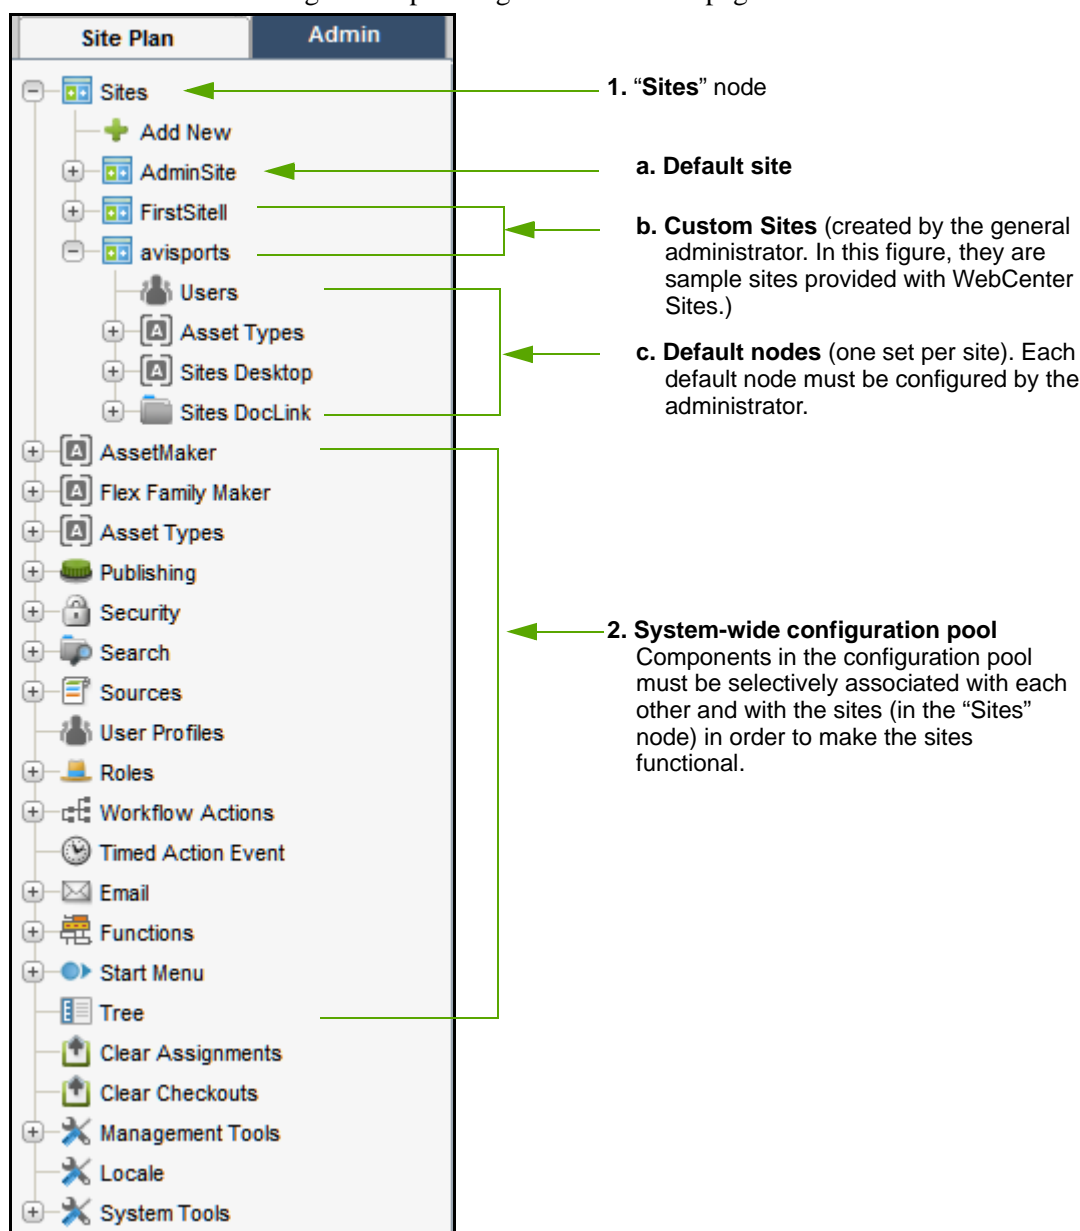 Site Plan
Admin
Sites
Add New
AdminSite
FirstSiteII
avisports
Users
Asset Types
Sites Desktop
Sites DocLink
AssetMaker
Flex Family Maker
Asset Types
Publishing
Security
Search
Sources
User Profiles
Roles
Workflow Actions
Timed Action Event
Email
Functions
Start Menu
Tree
Clear Assignments
Clear Checkouts
Management Tools
Locale
System Tools
1. “Sites” node
a. Default site
b. Custom Sites (created by the general
administrator. In this figure, they are
sample sites provided with WebCenter
Sites.)
c. Default nodes (one set per site). Each
default node must be configured by the
administrator.
2. System-wide configuration pool
Components in the configuration pool
must be selectively associated with each
other and with the sites (in the “Sites”
node) in order to make the sites
functional.